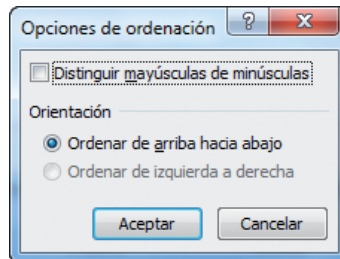 Opciones de ordenación
Distinguir mayúsculas de minúsculas
Orientación
Ordenar de arriba hacia abajo
Ordenar de izquierda a derecha
Aceptar Cancelar